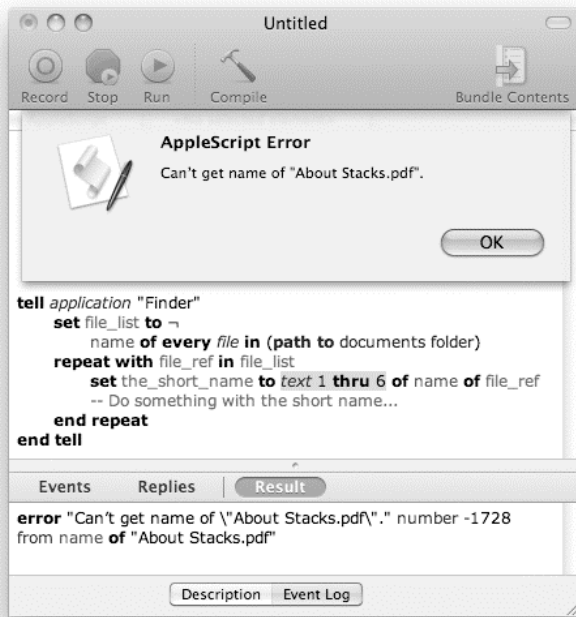 Untitled
Record Stop Run Compile Bundle Contents
AppleScript Error
Can't get name of "About Stacks.pdf".
OK
tell application "Finder"
set file_list to ¬
name of every file in (path to documents folder)
repeat with file_ref in file_list
set the_short_name to text 1 thru 6 of name of file_ref
-- Do something with the short name...
end repeat
end tell
Events Replies Result
error "Can't get name of \"About Stacks.pdf\"." number -1728
from name of "About Stacks.pdf"
Description Event Log